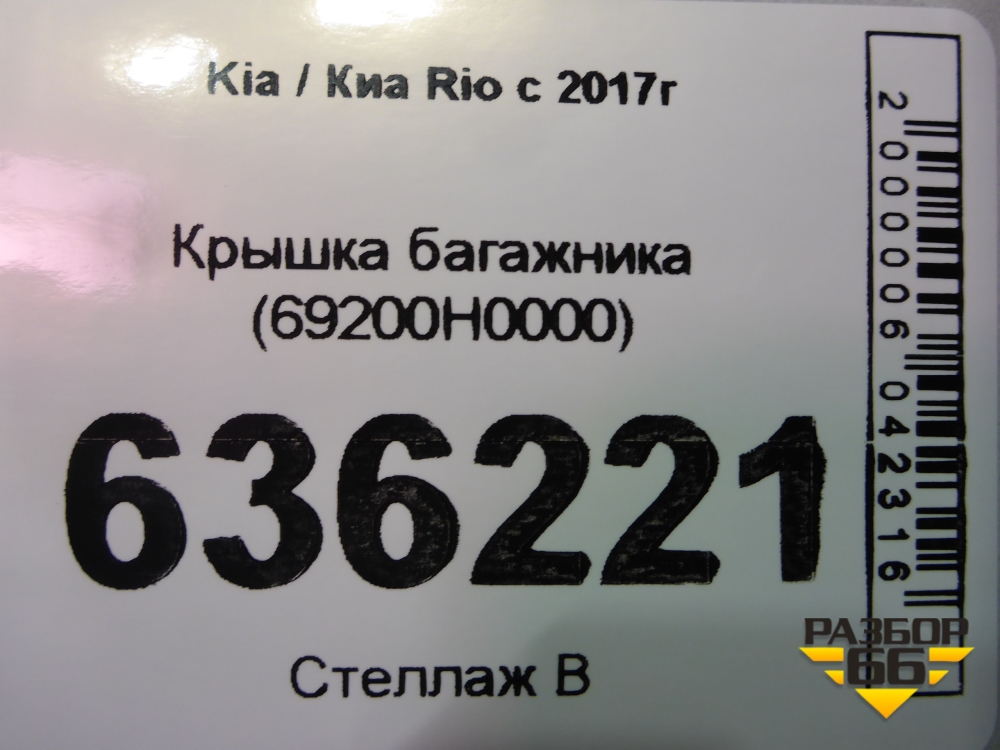 Kia / Киа Rio с 2017г
Крышка багажника
(69200H0000)
636221
Стеллаж В
2 000006 042316
РАЗБОР
66